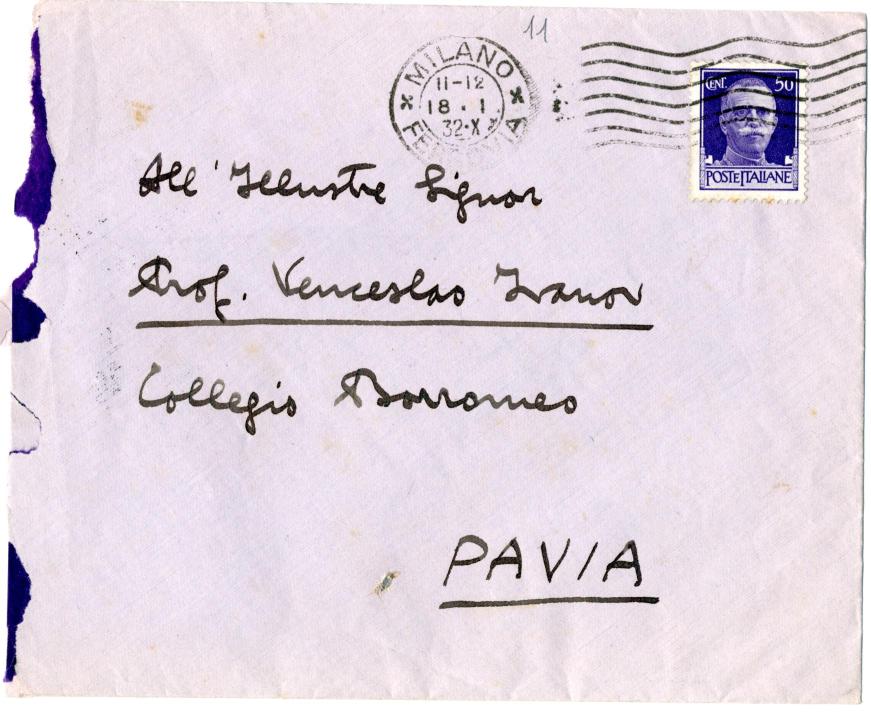 11
MILANO
11-12
18 · 1
32·X
FERROVIA
CENT. 50
POSTE ITALIANE
All'Illustre Signor
Prof. Venceslao Ivanov
Collegio Borromeo
PAVIA